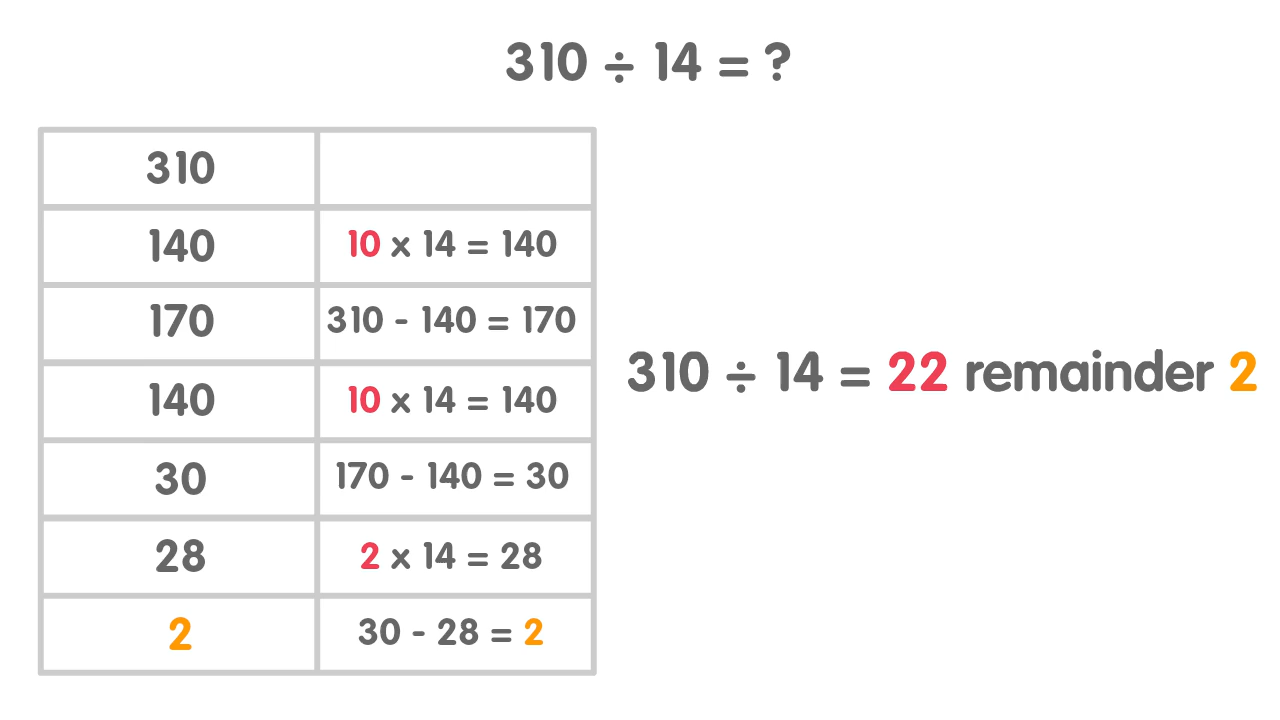 310 ÷ 14 = ?
310
140 10 x 14 = 140
170 310 - 140 = 170
140 10 x 14 = 140
30 170 - 140 = 30
28 2 x 14 = 28
2 30 - 28 = 2
310 ÷ 14 = 22 remainder 2